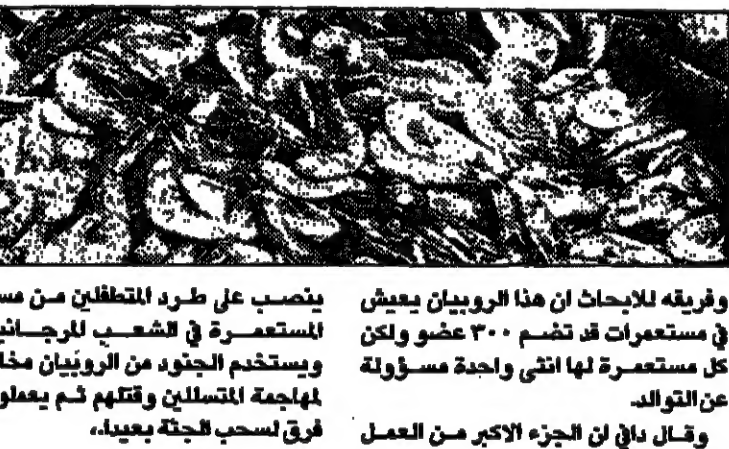 وفريقه للابحاث ان هذا الروبيان يعيش
في مستعمرات قد تضم ٣٠٠ عضو ولكن
كل مستعمرة لها انثى واحدة مسؤولة
عن التوالد.
وقال دافي ان الجزء الاكبر من العمل
ينصب على طرد المتطفلين من
المستعمرة في الشعب المرجانية
ويستخدم الجنود من الروبيان
لمهاجمة المتسللين وقتلهم ثم
فرق لسحب الجثة بعيدا.،